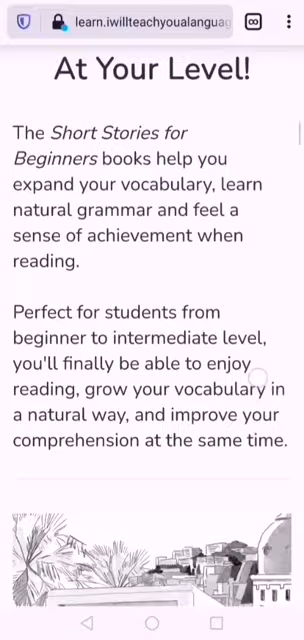 learn.iwillteachyoualanguag
∞
At Your Level!
The Short Stories for
Beginners books help you
expand your vocabulary, learn
natural grammar and feel a
sense of achievement when
reading.
Perfect for students from
beginner to intermediate level,
you'll finally be able to enjoy
reading, grow your vocabulary in
a natural way, and improve your
comprehension at the same time.